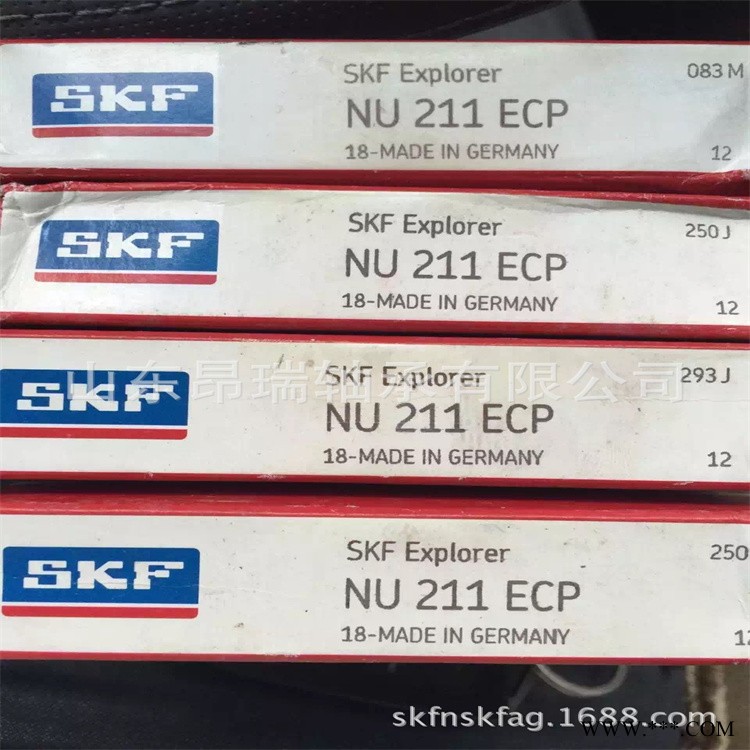 SKF
SKF Explorer
083 M
NU 211 ECP
18-MADE IN GERMANY
12
SKF
SKF Explorer
250 J
NU 211 ECP
18-MADE IN GERMANY
12
山东昂瑞轴承有限公司
SKF
SKF Explorer
293 J
NU 211 ECP
18-MADE IN GERMANY
12
SKF
SKF Explorer
250
NU 211 ECP
18-MADE IN GERMANY
12
skfnskfag.1688.com
www.***.COM